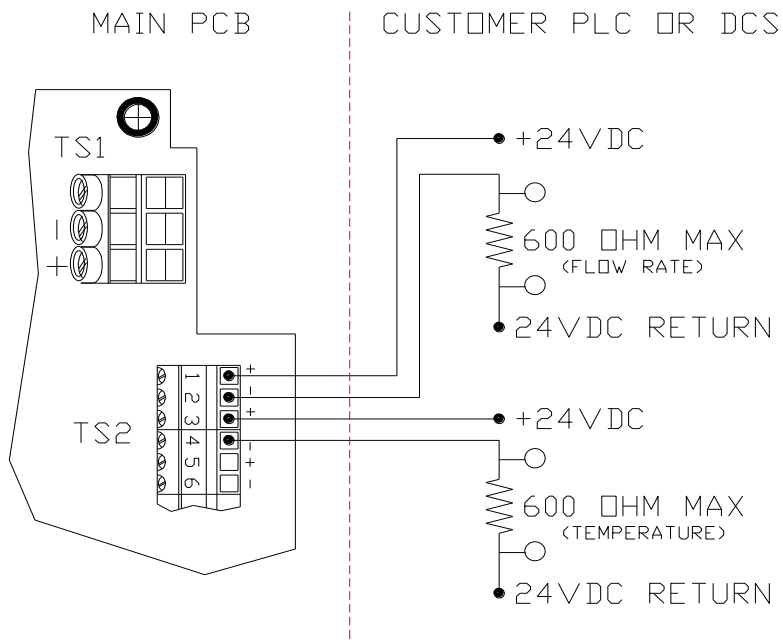 MAIN PCB
CUSTOMER PLC OR DCS
TS1
-
+
+24VDC
600 OHM MAX
(FLOW RATE)
24VDC RETURN
TS2
1 +
2 -
3 +
4 -
5 +
6 -
+24VDC
600 OHM MAX
(TEMPERATURE)
24VDC RETURN